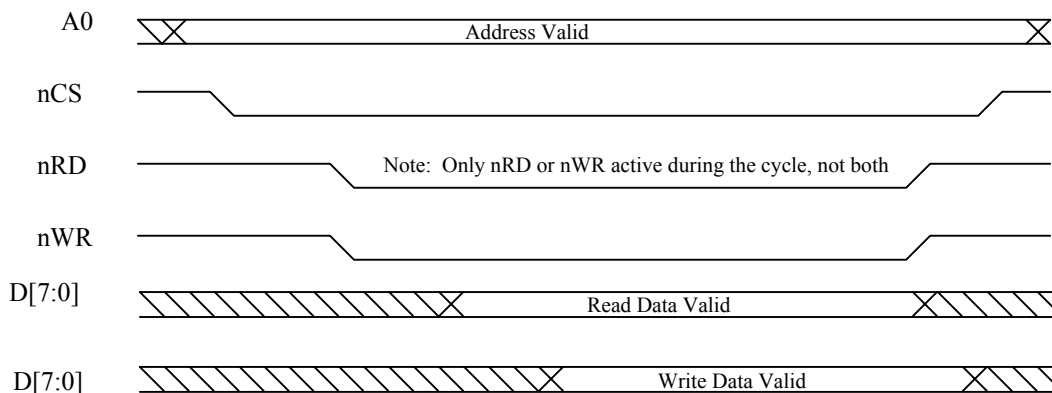 A0 Address Valid
nCS
nRD Note: Only nRD or nWR active during the cycle, not both
nWR
D[7:0] Read Data Valid
D[7:0] Write Data Valid